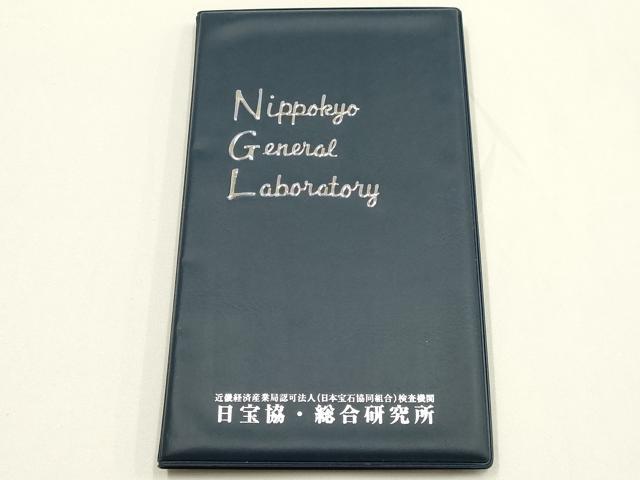 Nippokyo
General
Laboratory
近畿経済産業局認可法人(日本宝石協同組合)検査機関
日宝協・総合研究所